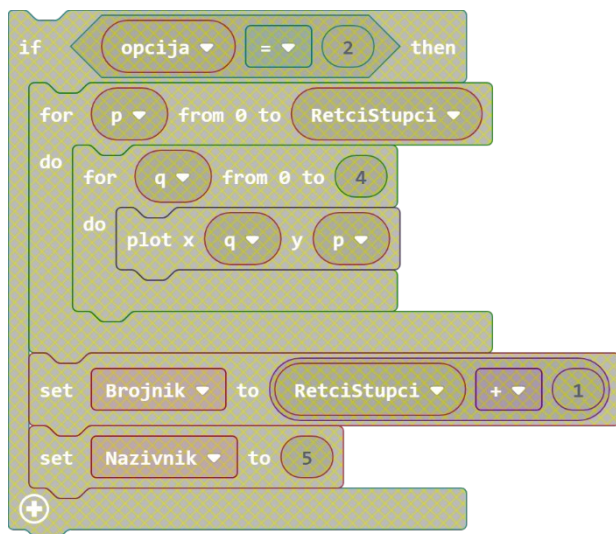 if opcija = 2 then
for p from 0 to RetciStupci
do for q from 0 to 4
do plot x q y p
set Brojnik to RetciStupci + 1
set Nazivnik to 5